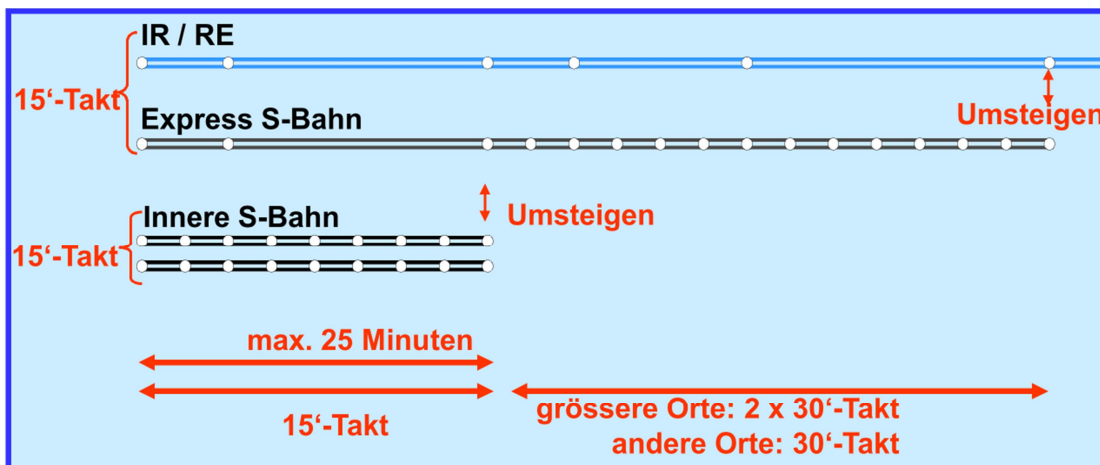 IR / RE
15‘-Takt
Umsteigen
Express S-Bahn
Innere S-Bahn
Umsteigen
15‘-Takt
max. 25 Minuten
15‘-Takt
grössere Orte: 2 x 30‘-Takt
andere Orte: 30‘-Takt